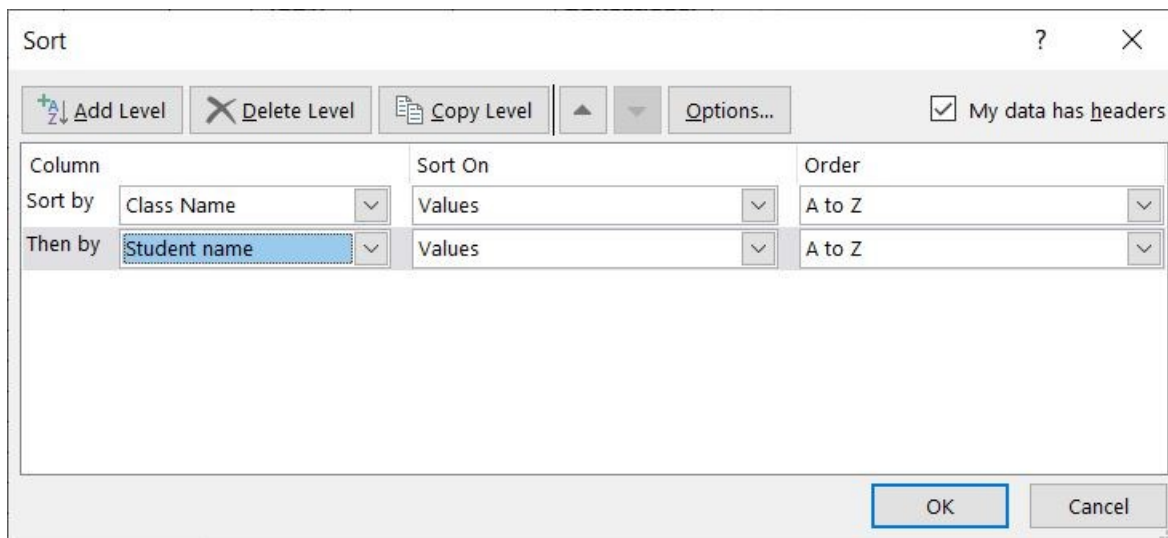 Sort ?
Add Level Delete Level Copy Level Options... My data has headers
Column Sort On Order
Sort by Class Name Values A to Z
Then by Student name Values A to Z
OK Cancel